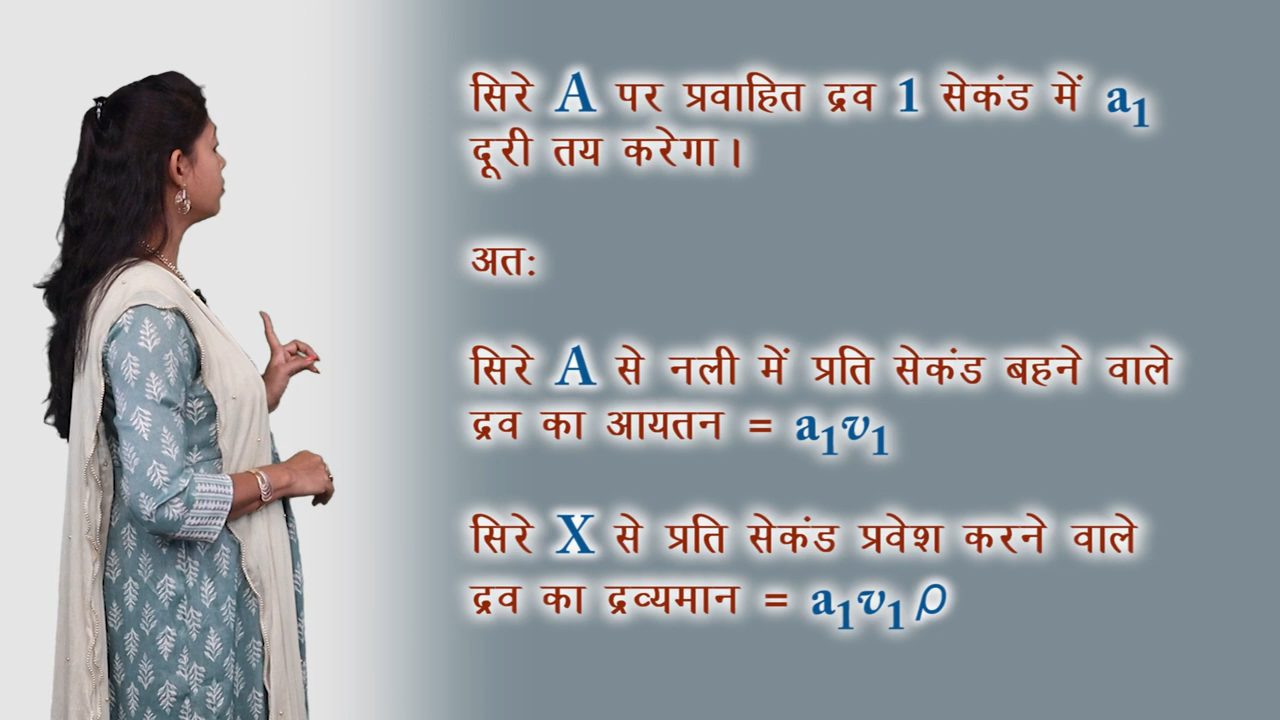 सिरे A पर प्रवाहित द्रव 1 सेकंड में a₁
दूरी तय करेगा।
अतः
सिरे A से नली में प्रति सेकंड बहने वाले
द्रव का आयतन = a₁v₁
सिरे X से प्रति सेकंड प्रवेश करने वाले
द्रव का द्रव्यमान = a₁v₁ρ